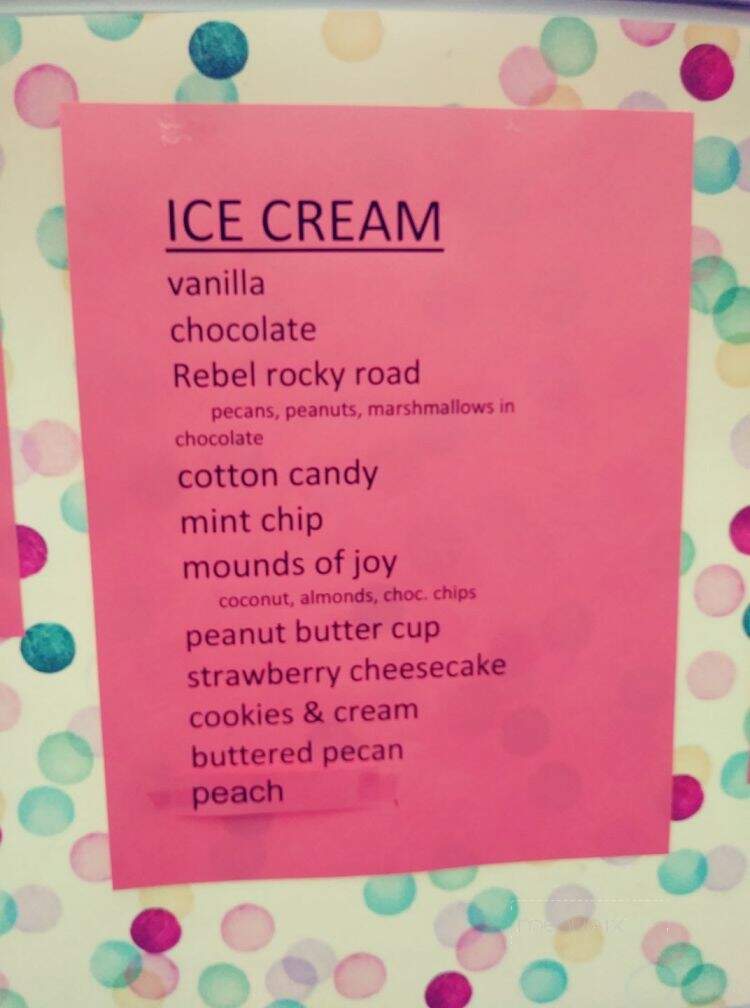 ICE CREAM
vanilla
chocolate
Rebel rocky road
pecans, peanuts, marshmallows in
chocolate
cotton candy
mint chip
mounds of joy
coconut, almonds, choc. chips
peanut butter cup
strawberry cheesecake
cookies & cream
buttered pecan
peach